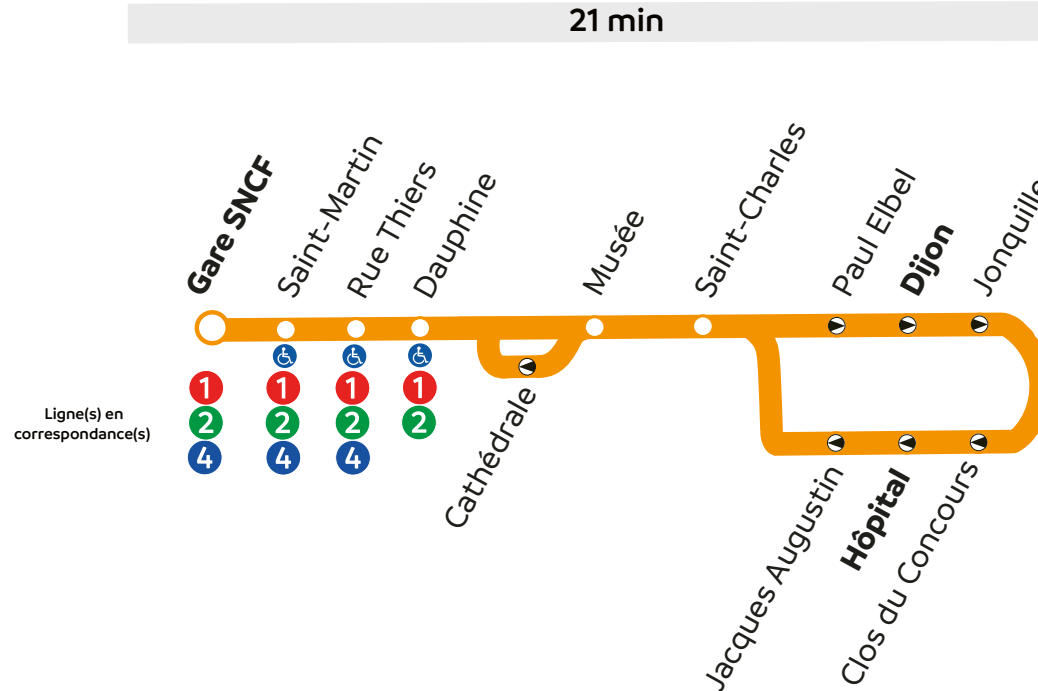 21 min
Gare SNCF
Saint-Martin
Rue Thiers
Dauphine
Musée
Saint-Charles
Paul Elbel
Dijon
Jonquille
Ligne(s) en
correspondance(s)
1
2
4
1
2
4
1
2
4
1
2
Cathédrale
Jacques Augustin
Hôpital
Clos du Concours